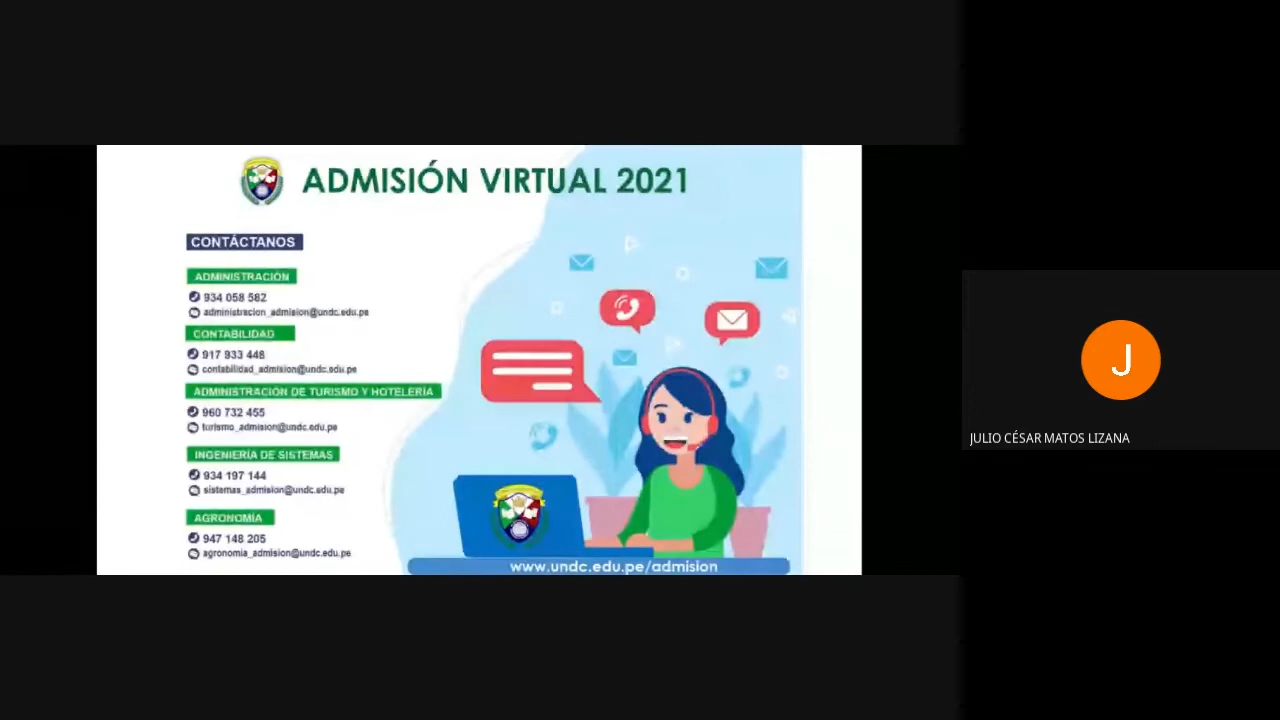 ADMISIÓN VIRTUAL 2021
CONTÁCTANOS
ADMINISTRACIÓN
934 058 582
administracion_admision@undc.edu.pe
CONTABILIDAD
917 933 448
contabilidad_admision@undc.edu.pe
ADMINISTRACIÓN DE TURISMO Y HOTELERÍA
960 732 455
turismo_admision@undc.edu.pe
INGENIERÍA DE SISTEMAS
934 197 144
sistemas_admision@undc.edu.pe
AGRONOMÍA
947 148 205
agronomia_admision@undc.edu.pe
www.undc.edu.pe/admision
J
JULIO CÉSAR MATOS LIZANA